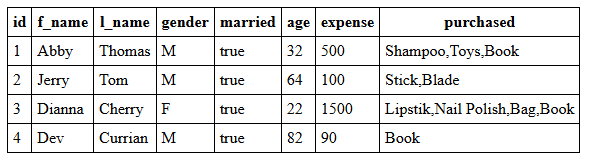 id f_name l_name gender married age expense purchased
1 Abby Thomas M true 32 500 Shampoo,Toys,Book
2 Jerry Tom M true 64 100 Stick,Blade
3 Dianna Cherry F true 22 1500 Lipstik,Nail Polish,Bag,Book
4 Dev Currian M true 82 90 Book